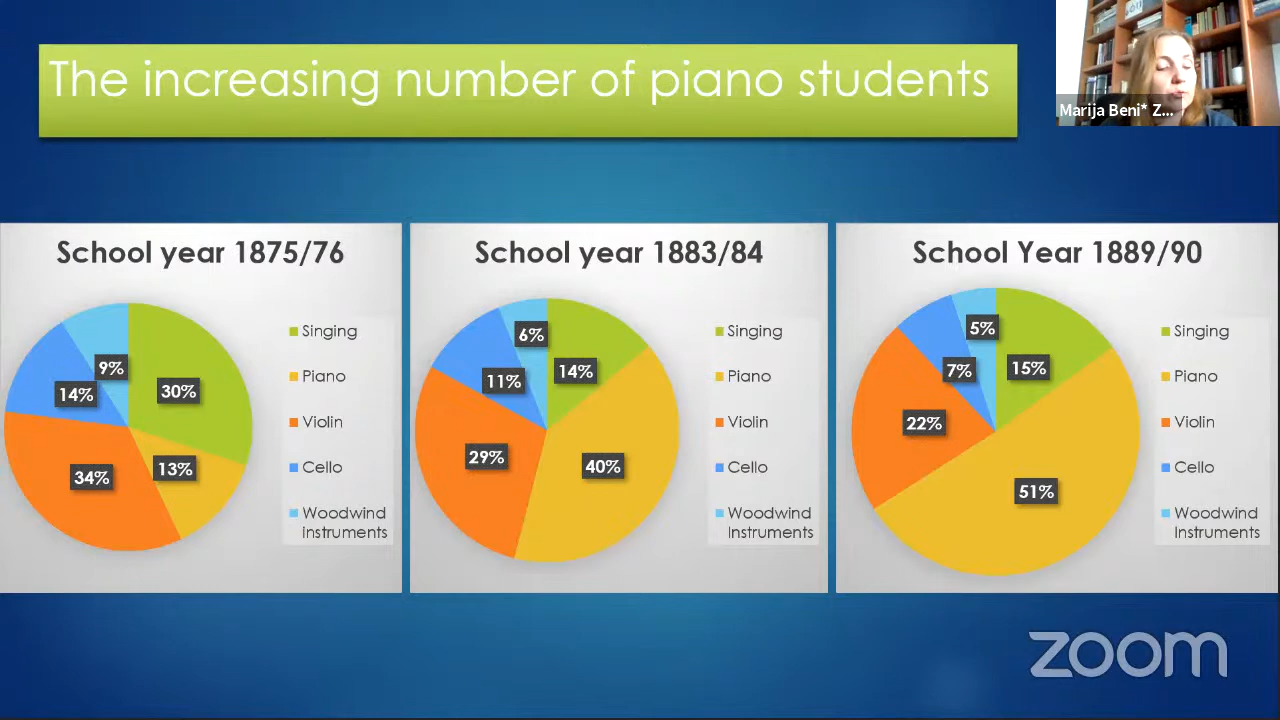 The increasing number of piano students
Marija Beni* Z...
School year 1875/76
30%
13%
34%
14%
9%
Singing
Piano
Violin
Cello
Woodwind
instruments
School year 1883/84
14%
40%
29%
11%
6%
Singing
Piano
Violin
Cello
Woodwind
Instruments
School Year 1889/90
15%
51%
22%
7%
5%
Singing
Piano
Violin
Cello
Woodwind
Instruments
zoom